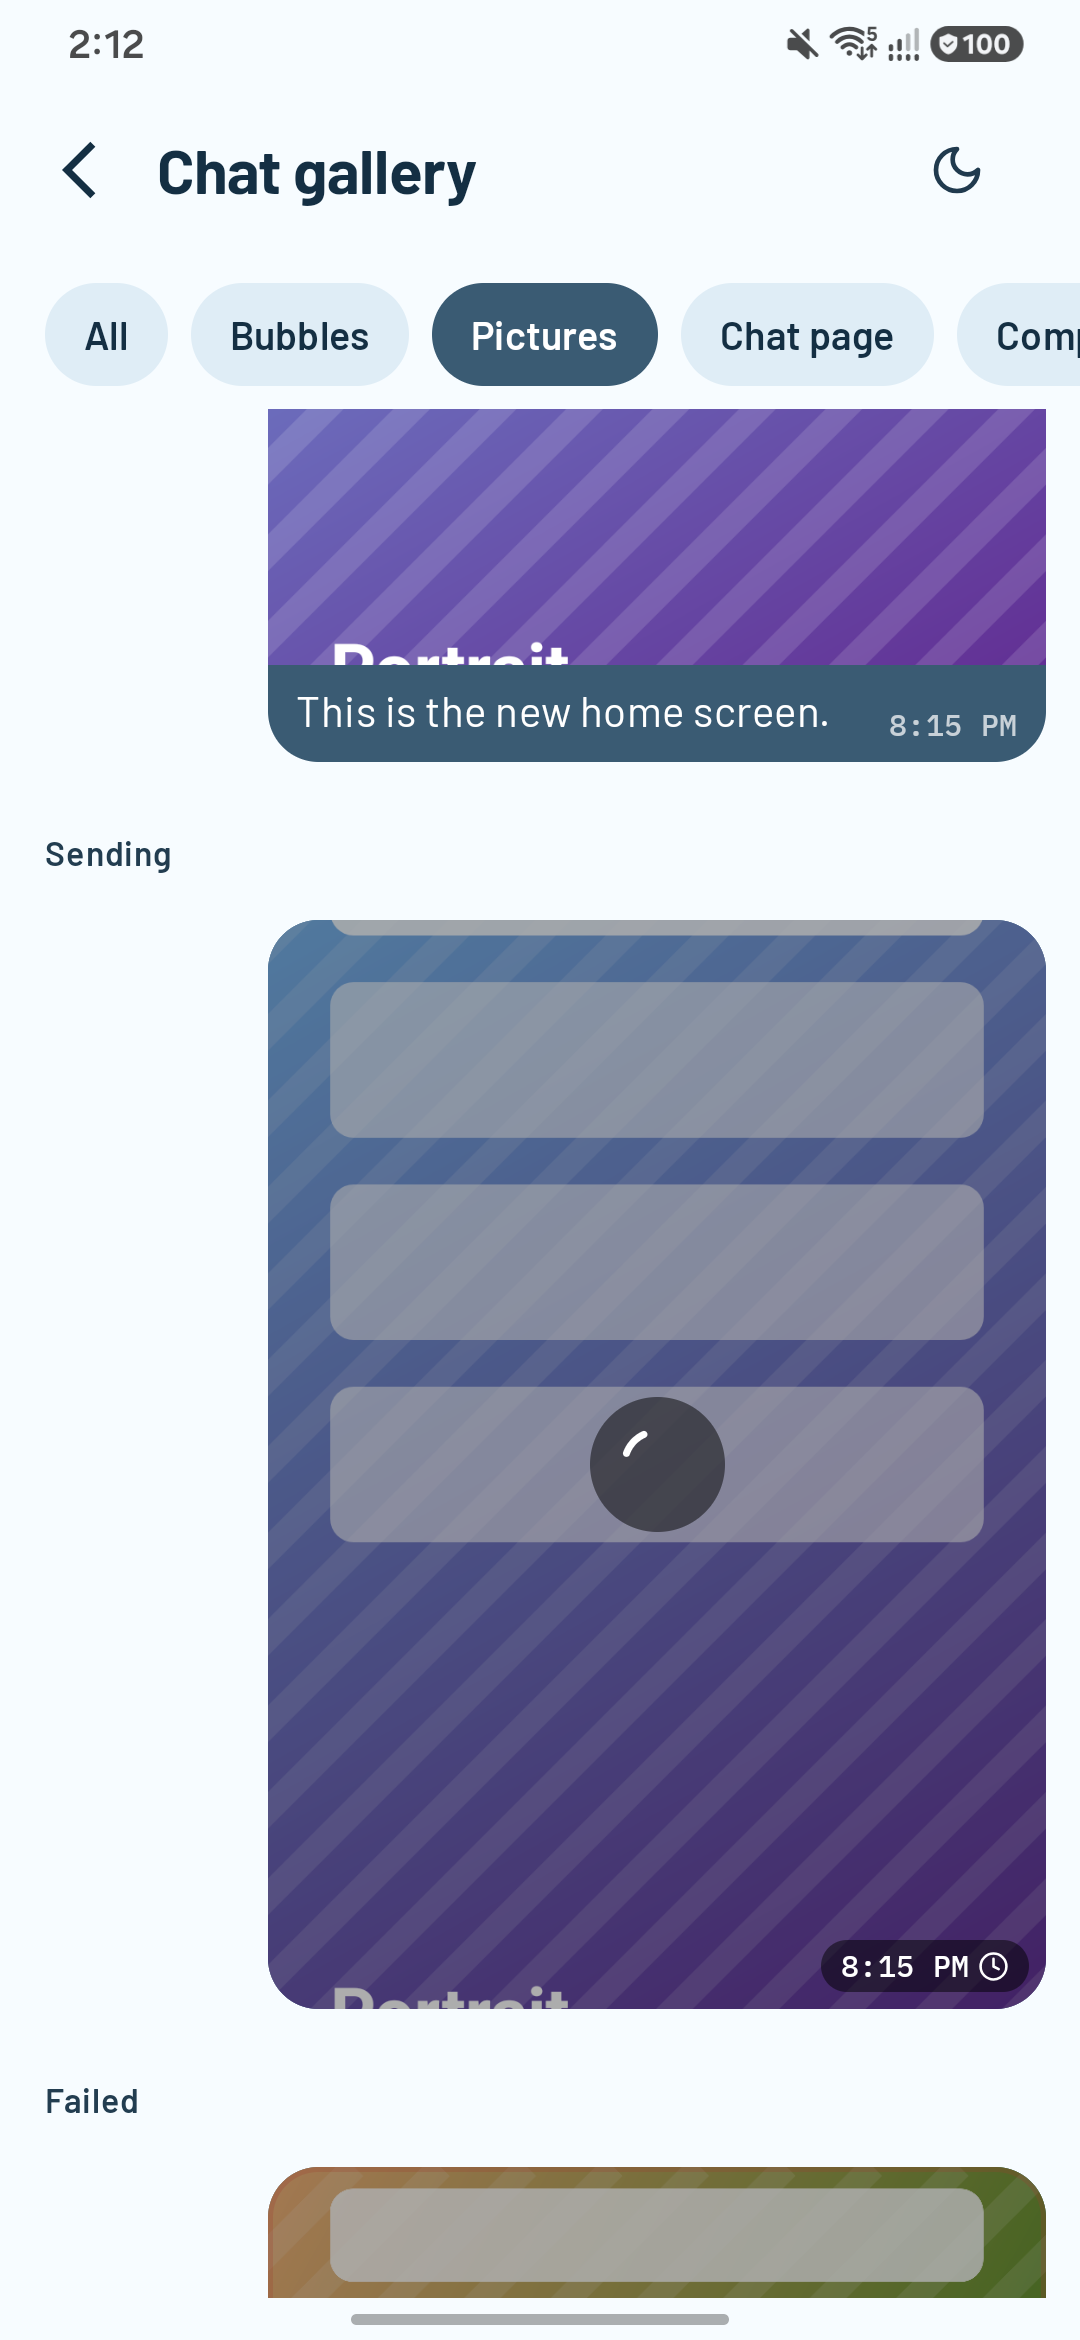 2:12
5
100
Chat gallery
All
Bubbles
Pictures
Chat page
This is the new home screen.
8:15 PM
Sending
8:15 PM
Failed